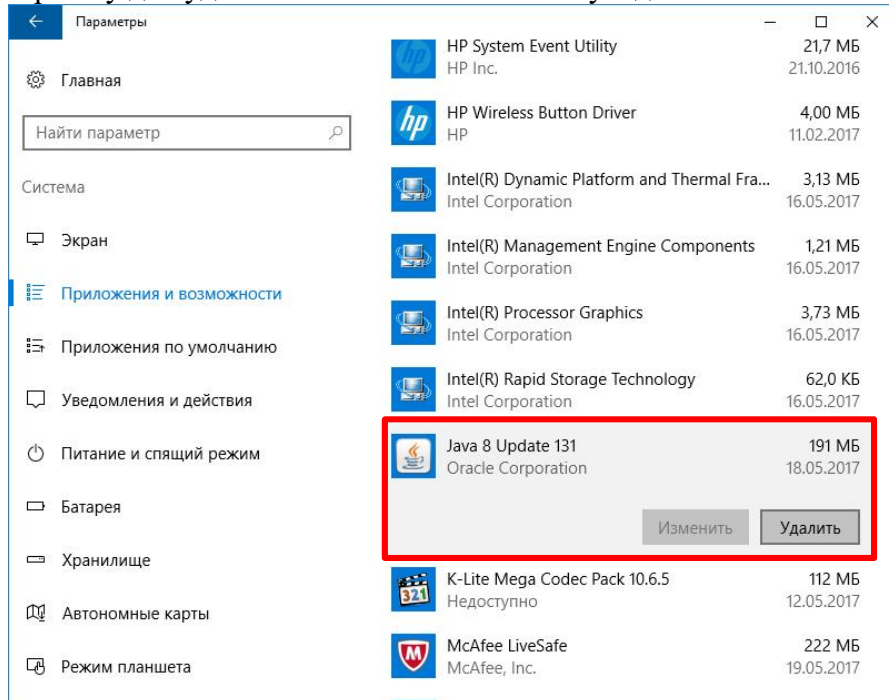 Параметры
Главная
Найти параметр
Система
Экран
Приложения и возможности
Приложения по умолчанию
Уведомления и действия
Питание и спящий режим
Батарея
Хранилище
Автономные карты
Режим планшета
HP System Event Utility 21,7 МБ
HP Inc. 21.10.2016
HP Wireless Button Driver 4,00 МБ
HP 11.02.2017
Intel(R) Dynamic Platform and Thermal Fra... 3,13 МБ
Intel Corporation 16.05.2017
Intel(R) Management Engine Components 1,21 МБ
Intel Corporation 16.05.2017
Intel(R) Processor Graphics 3,73 МБ
Intel Corporation 16.05.2017
Intel(R) Rapid Storage Technology 62,0 КБ
Intel Corporation 16.05.2017
Java 8 Update 131 191 МБ
Oracle Corporation 18.05.2017
Изменить Удалить
K-Lite Mega Codec Pack 10.6.5 112 МБ
321
Недоступно 12.05.2017
McAfee LiveSafe 222 МБ
McAfee, Inc. 19.05.2017